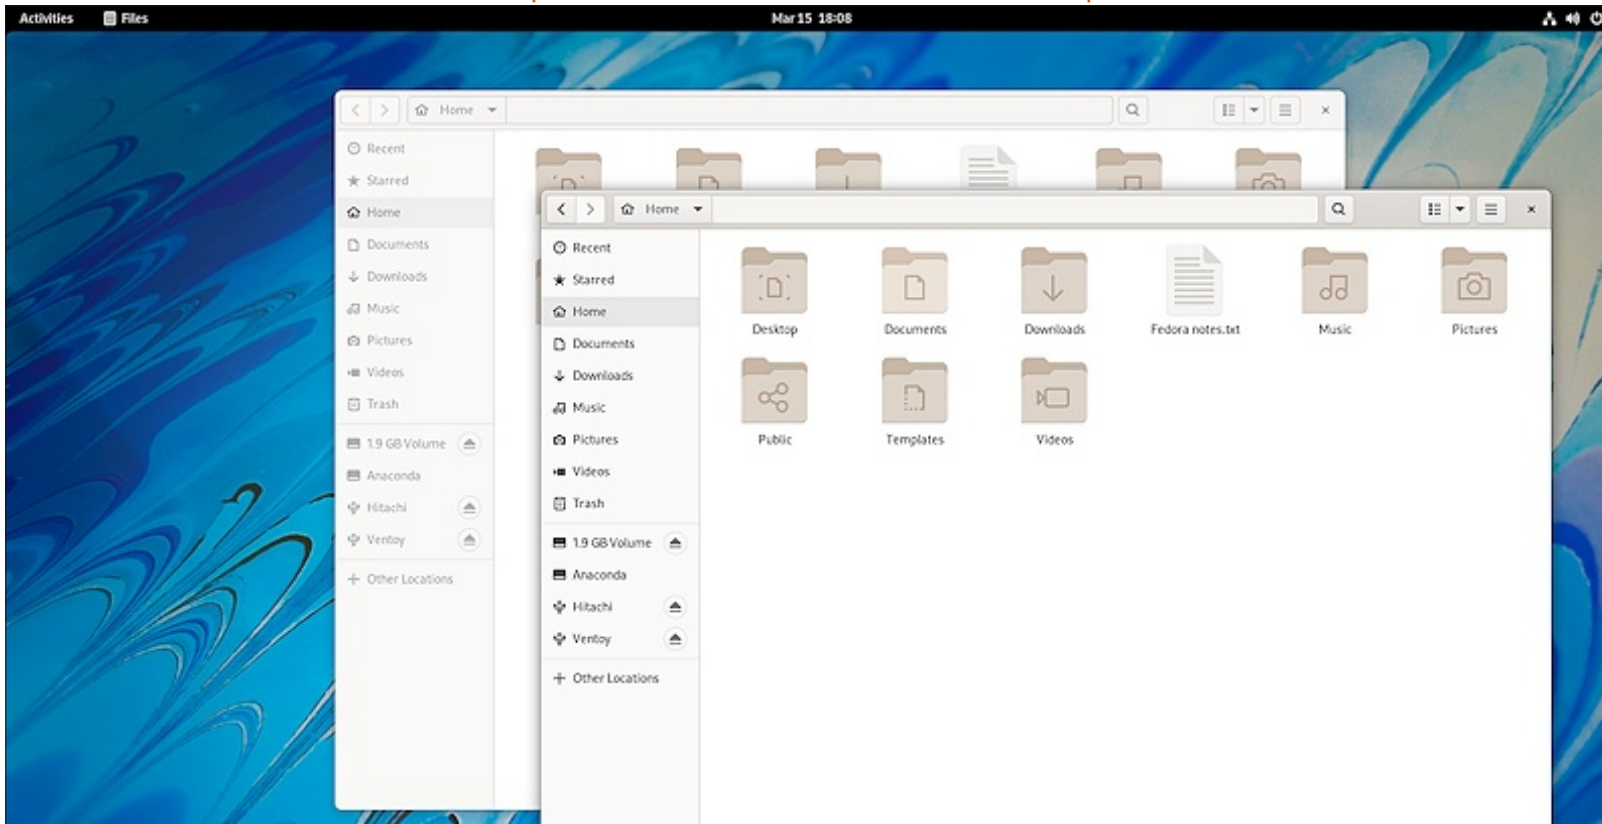 Activities Files Mar 15 18:08
Home
Recent
Starred
Home
Documents
Downloads
Music
Pictures
Videos
Trash
1.9 GB Volume
Anaconda
Hitachi
Ventoy
Other Locations
Home
Recent
Starred
Home
Documents
Downloads
Music
Pictures
Videos
Trash
1.9 GB Volume
Anaconda
Hitachi
Ventoy
Other Locations
Desktop Documents Downloads Fedora notes.txt Music Pictures
Public Templates Videos